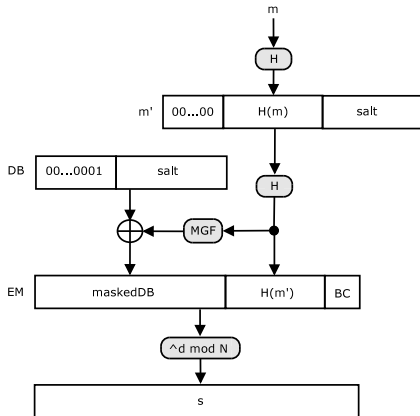 m
H
m' 00...00 H(m) salt
DB 00...0001 salt
H
MGF
EM maskedDB H(m') BC
^d mod N
s